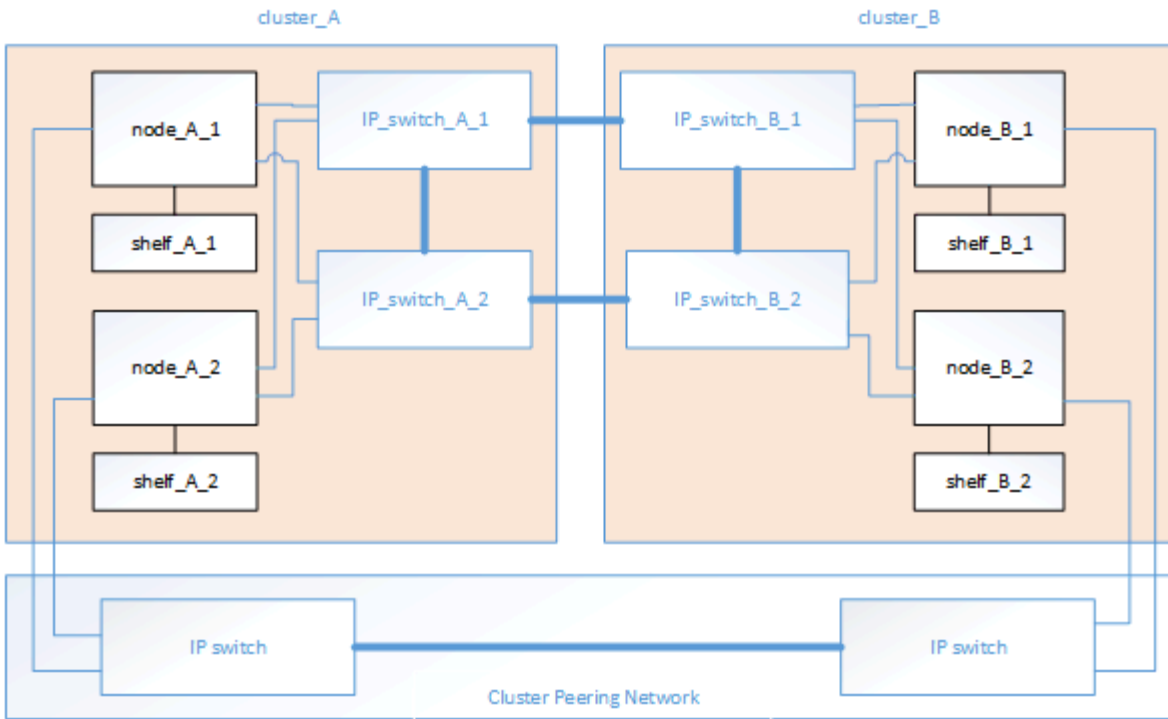 cluster_A
cluster_B
node_A_1
IP_switch_A_1
IP_switch_B_1
node_B_1
shelf_A_1
shelf_B_1
IP_switch_A_2
IP_switch_B_2
node_A_2
node_B_2
shelf_A_2
shelf_B_2
IP switch
IP switch
Cluster Peering Network